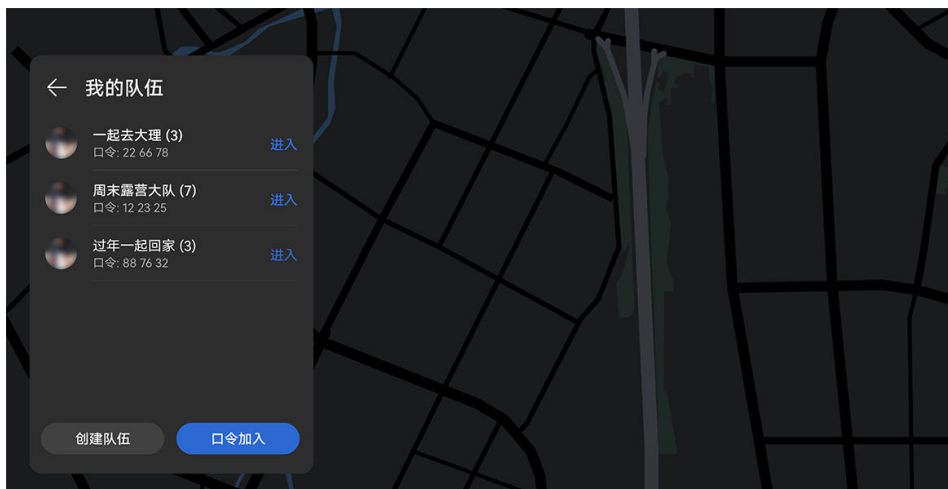 我的队伍
一起去大理 (3)
口令: 22 66 78
进入
周末露营大队 (7)
口令: 12 23 25
进入
过年一起回家 (3)
口令: 88 76 32
进入
创建队伍
口令加入